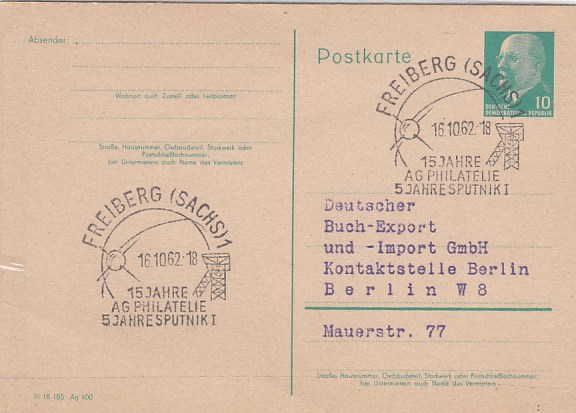 Absender
Wohnort, auch Zustell- oder Leitpostamt
Straße, Hausnummer, Gebäudeteil, Stockwerk oder
Postschließfachnummer;
bei Untermietern auch Name des Vermieters
Postkarte
DEUTSCHE
DEMOKRATISCHE REPUBLIK
10
FREIBERG (SACHS)
16.10.62-18
15 JAHRE
AG PHILATELIE
5 JAHRE SPUTNIK I
FREIBERG (SACHS) 1
16.10.62-18
15 JAHRE
AG PHILATELIE
5 JAHRE SPUTNIK I
Deutscher
Buch-Export
und -Import GmbH
Kontaktstelle Berlin
Berlin W 8
Mauerstr. 77
Straße, Hausnummer, Gebäudeteil, Stockwerk oder Postschließfachnummer;
bei Untermietern auch Name des Vermieters
III 18 185 Ag 400